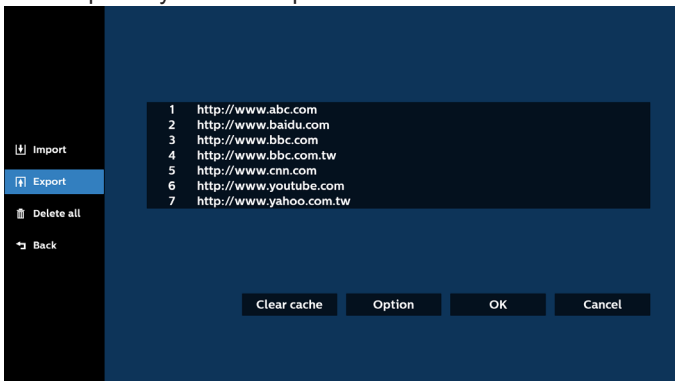 Import
Export
Delete all
Back
1 http://www.abc.com
2 http://www.baidu.com
3 http://www.bbc.com
4 http://www.bbc.com.tw
5 http://www.cnn.com
6 http://www.youtube.com
7 http://www.yahoo.com.tw
Clear cache Option OK Cancel